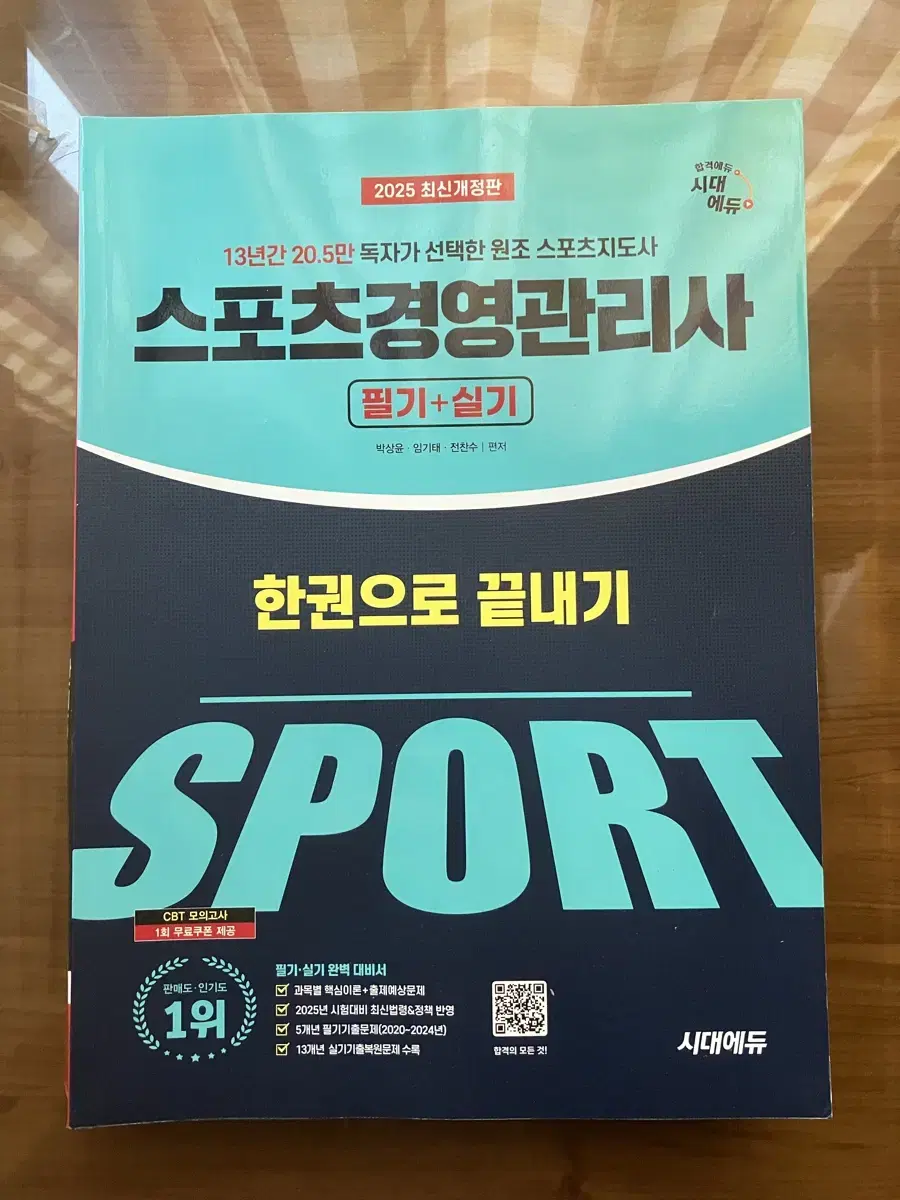 2025 최신개정판
합격에듀
시대
에듀
13년간 20.5만 독자가 선택한 원조 스포츠지도사
스포츠경영관리사
필기+실기
박상윤 · 임기태 · 전찬수 | 편저
한권으로 끝내기
SPORT
CBT 모의고사
1회 무료쿠폰 제공
판매도·인기도
1위
필기·실기 완벽 대비서
과목별 핵심이론+출제예상문제
2025년 시험대비 최신법령&정책 반영
5개년 필기기출문제(2020~2024년)
13개년 실기기출복원문제 수록
합격의 모든 것!
시대에듀